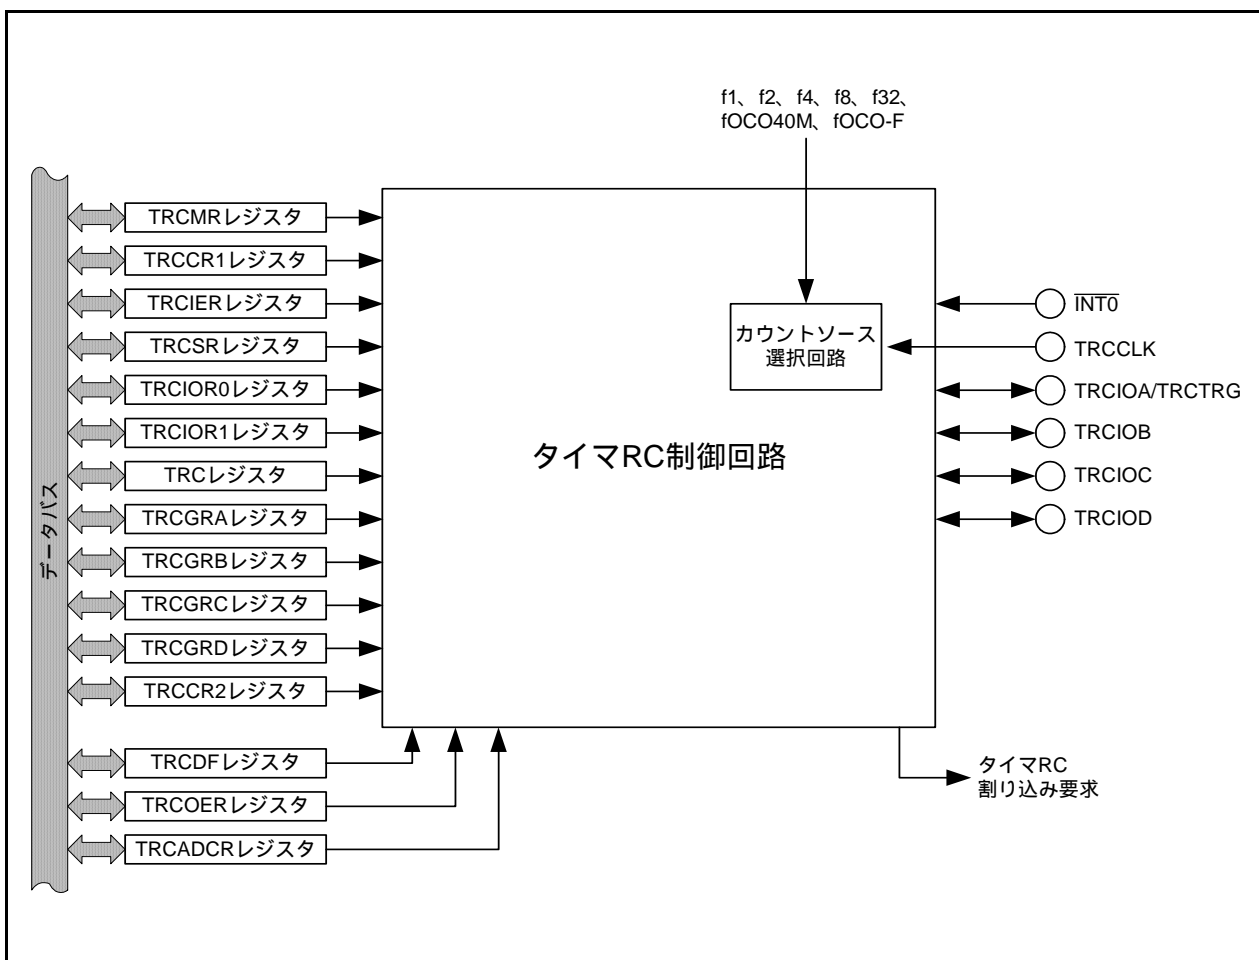 f1、f2、f4、f8、f32、
fOCO40M、fOCO-F
データバス
TRCMRレジスタ
TRCCR1レジスタ
TRCIERレジスタ
TRCSRレジスタ
TRCIOR0レジスタ
TRCIOR1レジスタ
TRCレジスタ
TRCGRAレジスタ
TRCGRBレジスタ
TRCGRCレジスタ
TRCGRDレジスタ
TRCCR2レジスタ
TRCDFレジスタ
TRCOERレジスタ
TRCADCRレジスタ
タイマRC制御回路
カウントソース
選択回路
INT0
TRCCLK
TRCIOA/TRCTRG
TRCIOB
TRCIOC
TRCIOD
タイマRC
割り込み要求